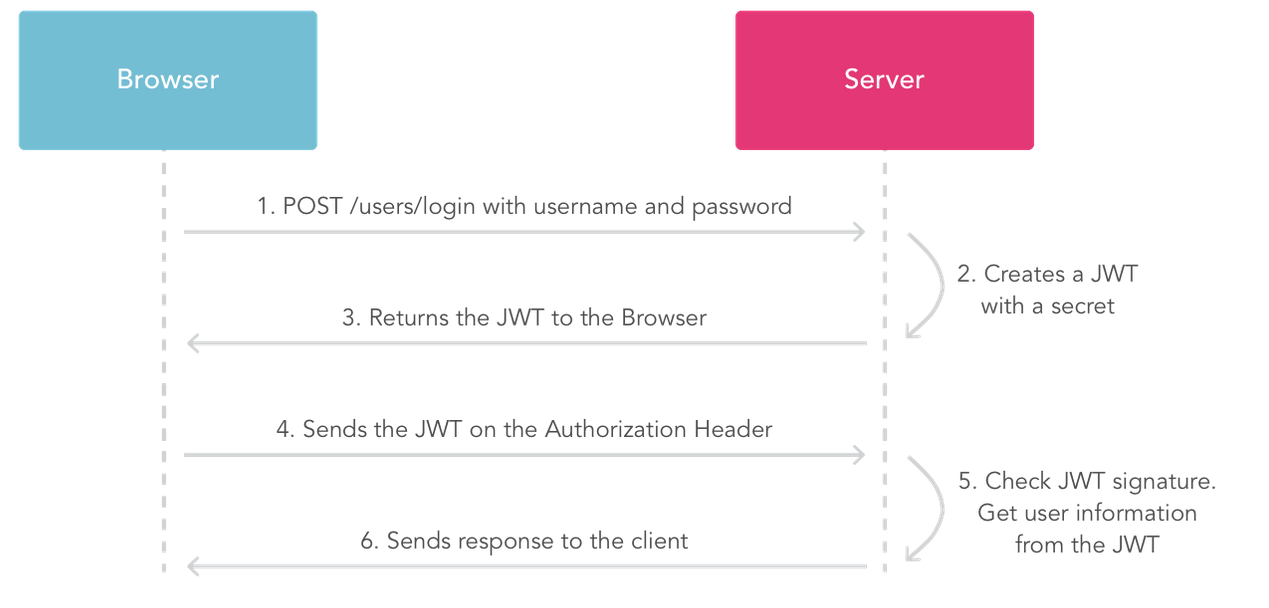 Browser
Server
1. POST /users/login with username and password
2. Creates a JWT
with a secret
3. Returns the JWT to the Browser
4. Sends the JWT on the Authorization Header
5. Check JWT signature.
Get user information
from the JWT
6. Sends response to the client